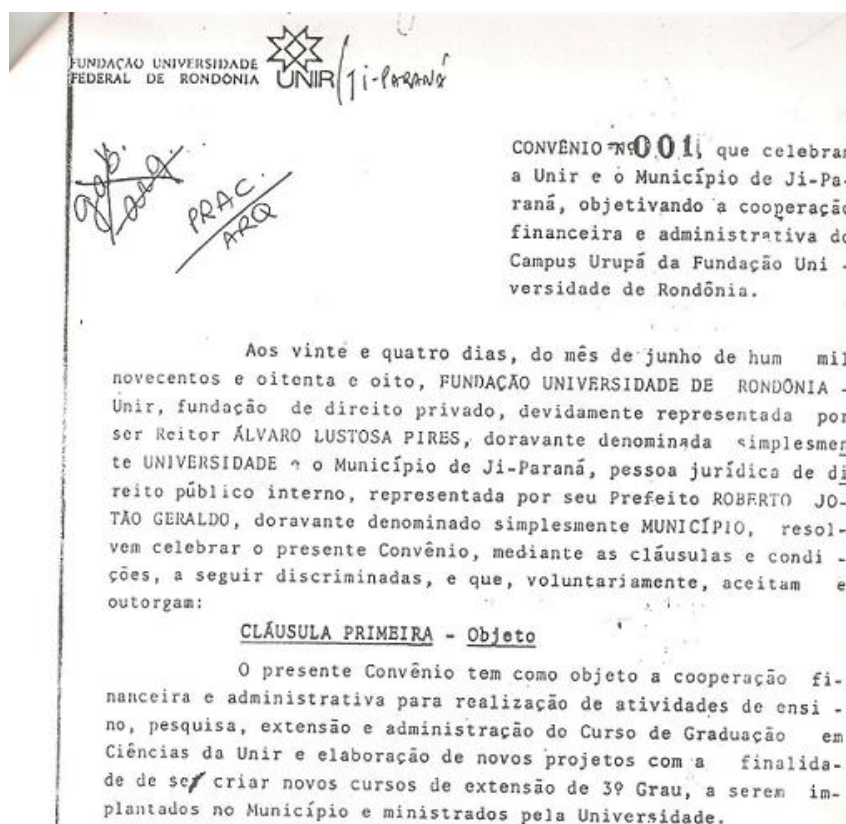 FUNDAÇÃO UNIVERSIDADE
FEDERAL DE RONDONIA
UNIR
Ji-PARANÁ
PRAC.
ARQ
CONVÊNIO Nº 001, que celebram
a Unir e o Município de Ji-Pa-
raná, objetivando a cooperação
financeira e administrativa do
Campus Urupá da Fundação Uni -
versidade de Rondônia.
Aos vinte e quatro dias, do mês de junho de hum mil
novecentos e oitenta e oito, FUNDAÇÃO UNIVERSIDADE DE RONDÔNIA -
Unir, fundação de direito privado, devidamente representada por
ser Reitor ÁLVARO LUSTOSA PIRES, doravante denominada simplesmen
te UNIVERSIDADE e o Município de Ji-Paraná, pessoa jurídica de di
reito público interno, representada por seu Prefeito ROBERTO JO-
TÃO GERALDO, doravante denominado simplesmente MUNICÍPIO, resol-
vem celebrar o presente Convênio, mediante as cláusulas e condi -
ções, a seguir discriminadas, e que, voluntariamente, aceitam e
outorgam:
CLÁUSULA PRIMEIRA - Objeto
O presente Convênio tem como objeto a cooperação fi-
nanceira e administrativa para realização de atividades de ensi -
no, pesquisa, extensão e administração do Curso de Graduação em
Ciências da Unir e elaboração de novos projetos com a finalida-
de de se criar novos cursos de extensão de 3º Grau, a serem im-
plantados no Município e ministrados pela Universidade.